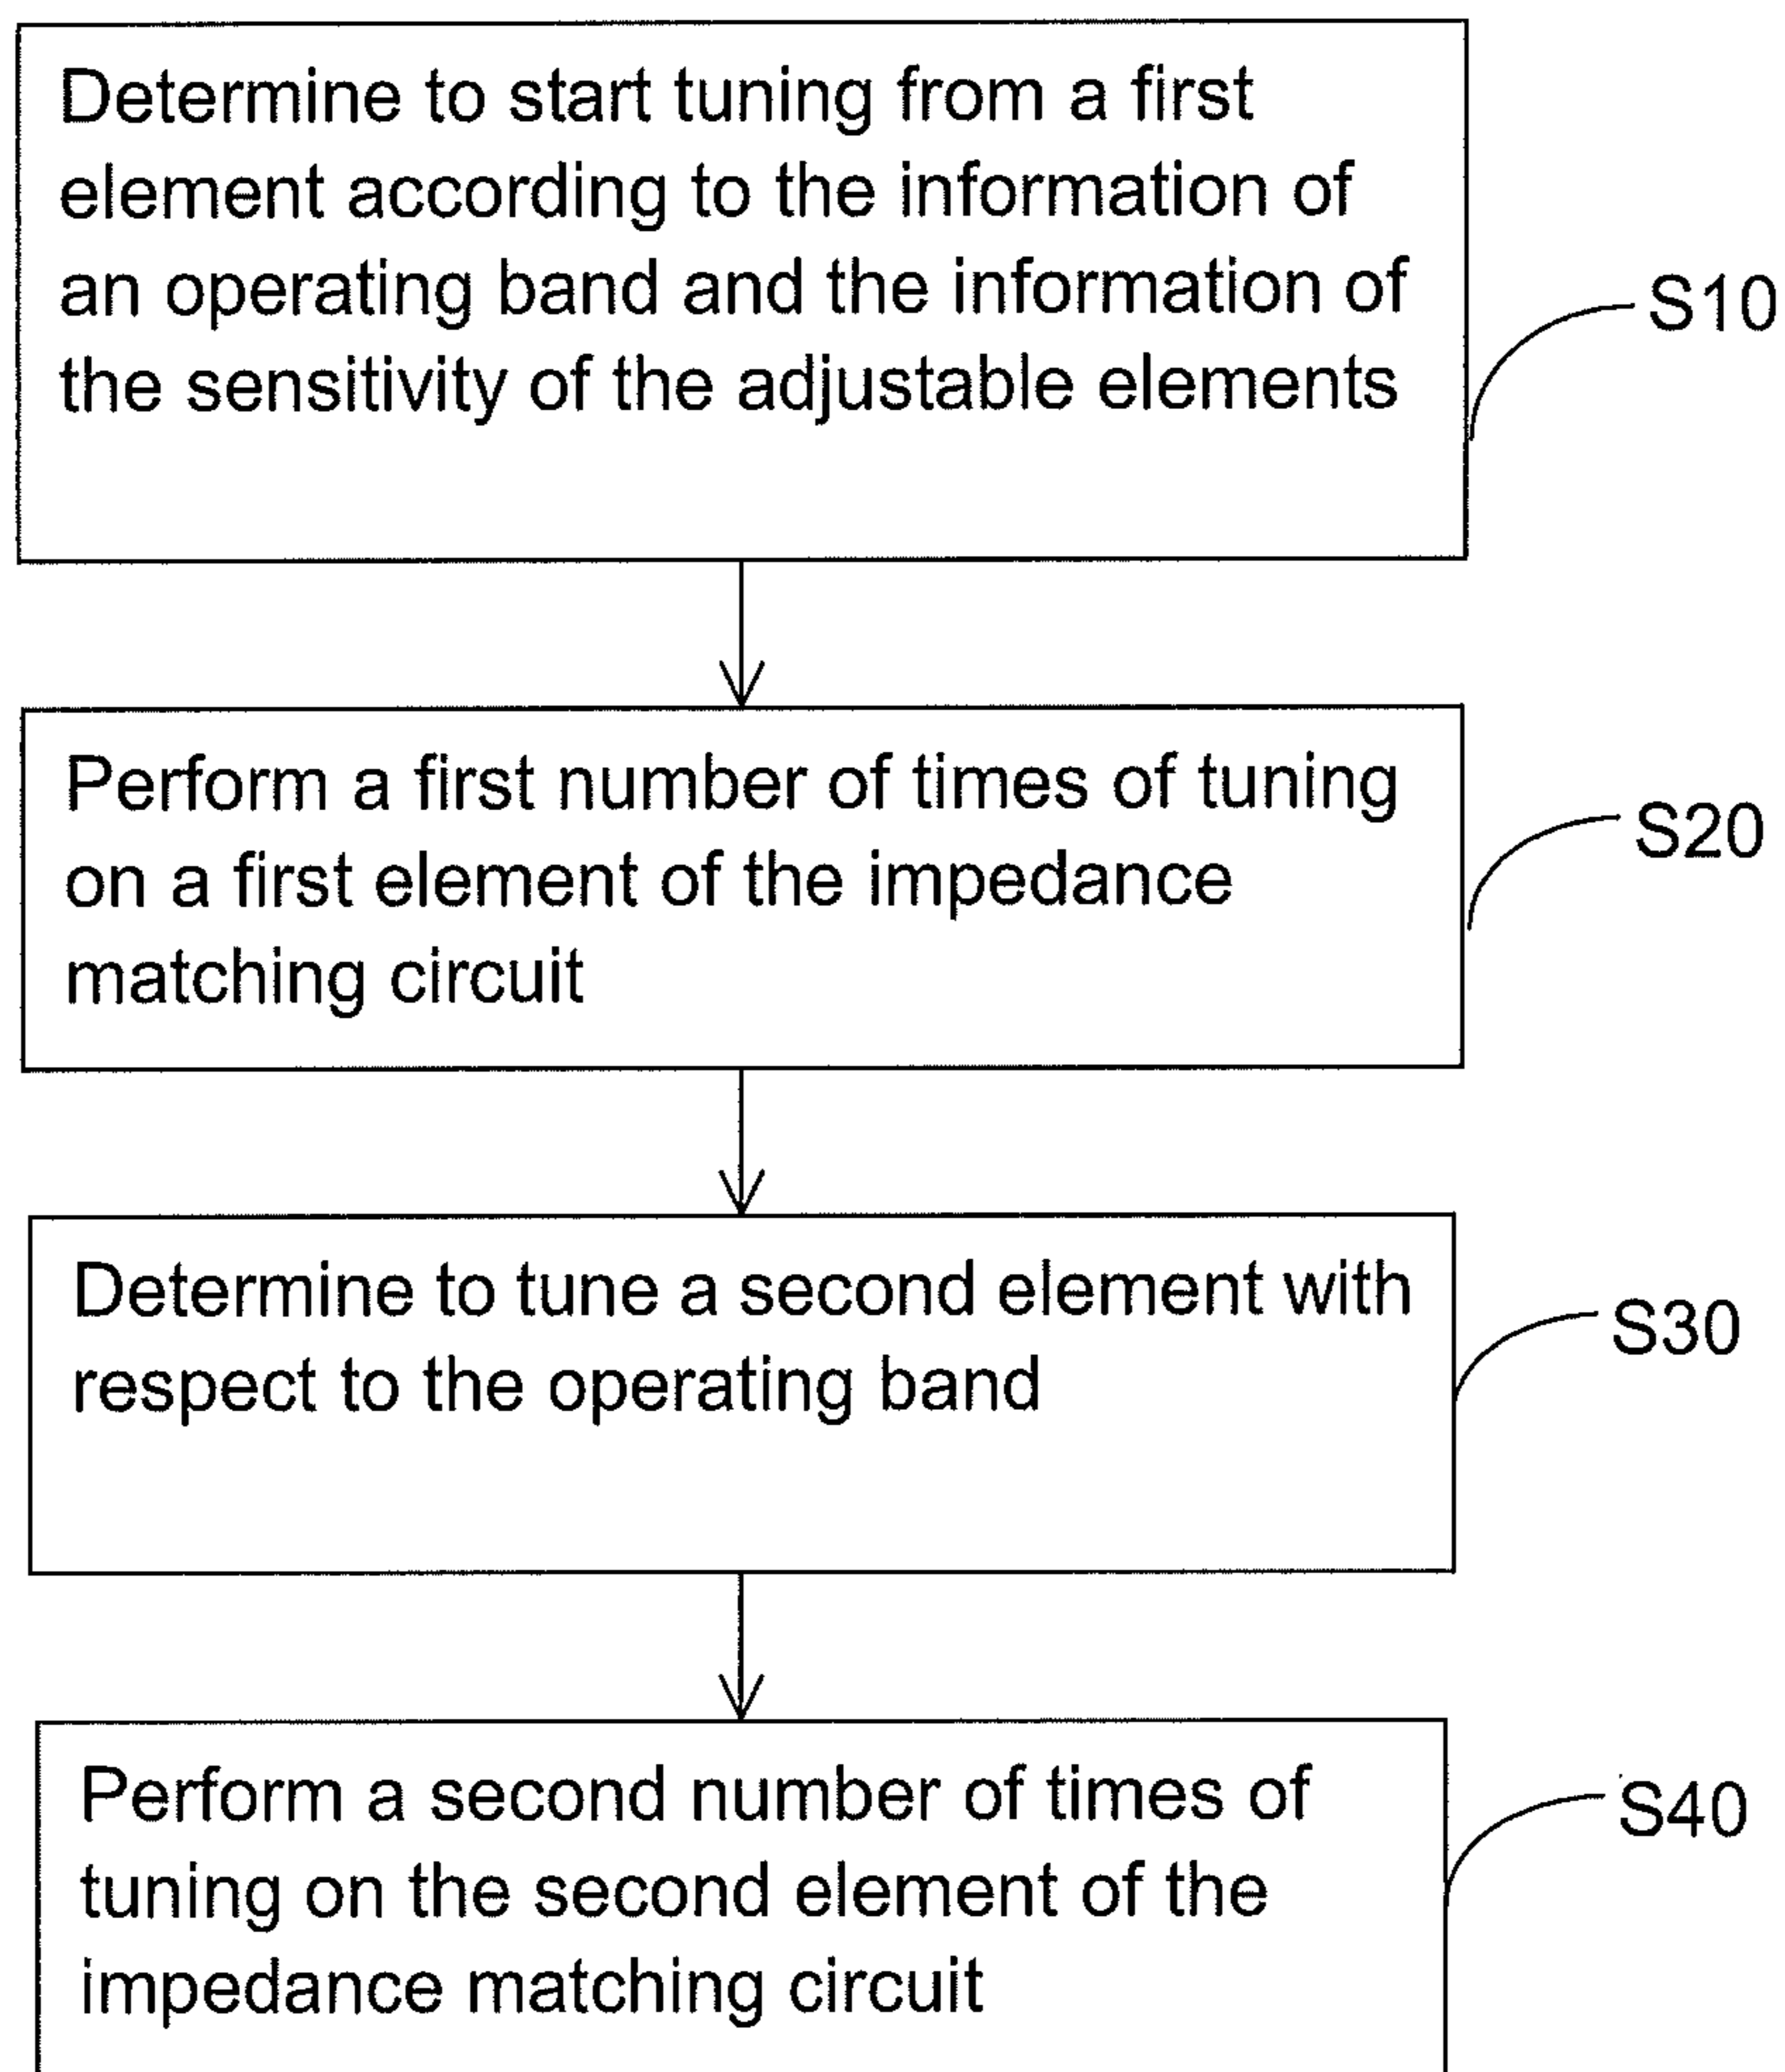 Determine to start tuning from a first
element according to the information of
an operating band and the information of
the sensitivity of the adjustable elements
S10
Perform a first number of times of tuning
on a first element of the impedance
matching circuit
S20
Determine to tune a second element with
respect to the operating band
S30
Perform a second number of times of
tuning on the second element of the
impedance matching circuit
S40